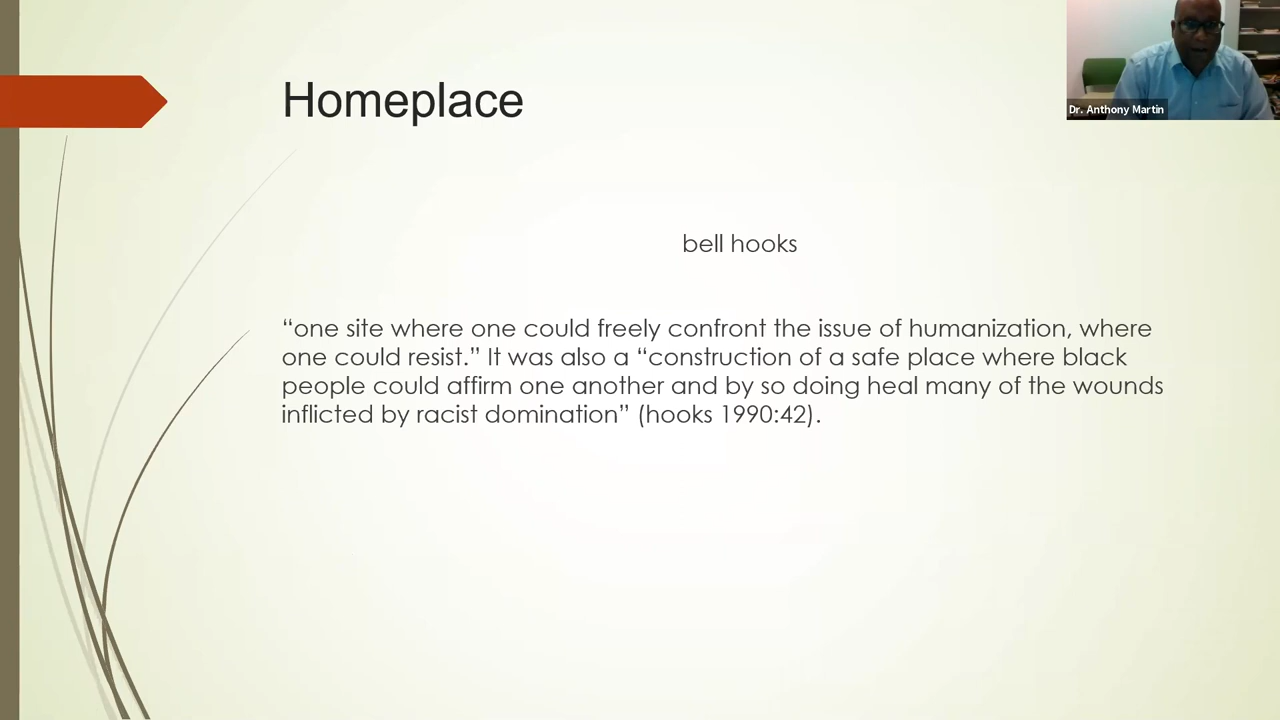 Homeplace
Dr. Anthony Martin
bell hooks
“one site where one could freely confront the issue of humanization, where
one could resist.” It was also a “construction of a safe place where black
people could affirm one another and by so doing heal many of the wounds
inflicted by racist domination” (hooks 1990:42).